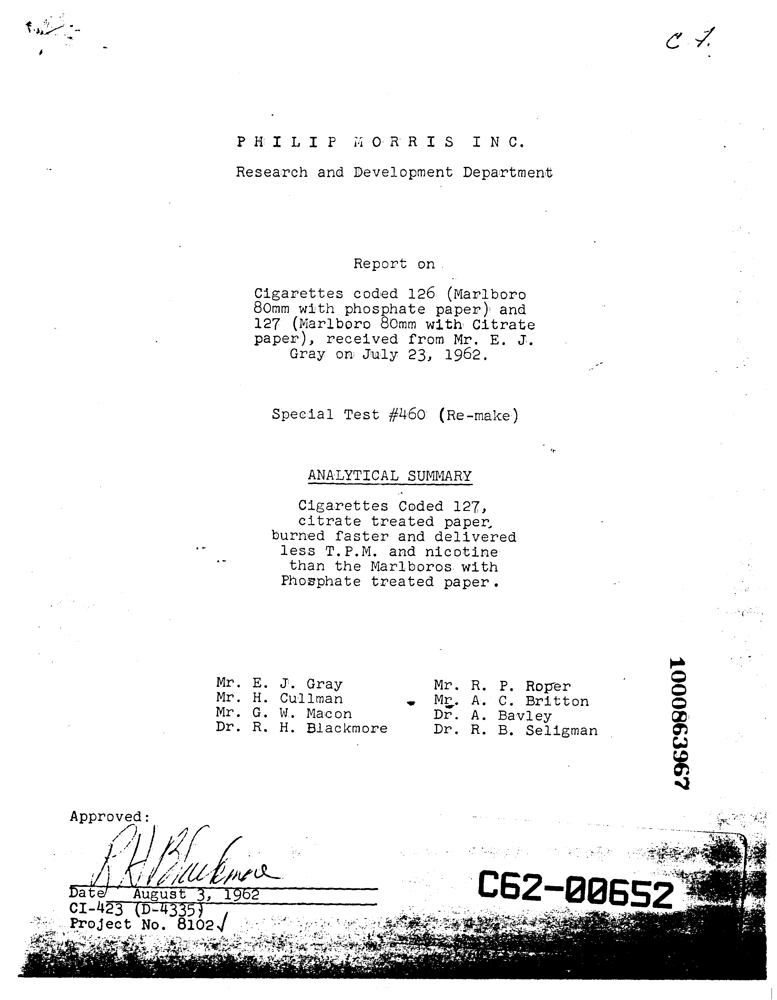 C 7.
PHILIP MORRIS INC.
Research and Development Department
Report on
Cigarettes coded 126 (Marlboro
80mm with phosphate paper) and
127 (Marlboro 80mm with Citrate
paper), received from Mr. E. J.
Gray on July 23, 1962.
Special Test #460 (Re-make)
ANALYTICAL SUMMARY
Cigarettes Coded 127,
citrate treated paper,
burned faster and delivered
less T.P.M. and nicotine
than the Marlboros with
Phosphate treated paper.
Mr. E. J. Gray
Mr. H. Cullman
Mr. G. W. Macon
Dr. R. H. Blackmore
Mr. R. P. Roper
Mr. A. C. Britton
Dr. A. Bavley
Dr. R. B. Seligman
1000863967
Approved:
R H Blackmore
Date August 3, 1962
CI-423 (D-4335)
Project No. 8102 ✓
C62-00652